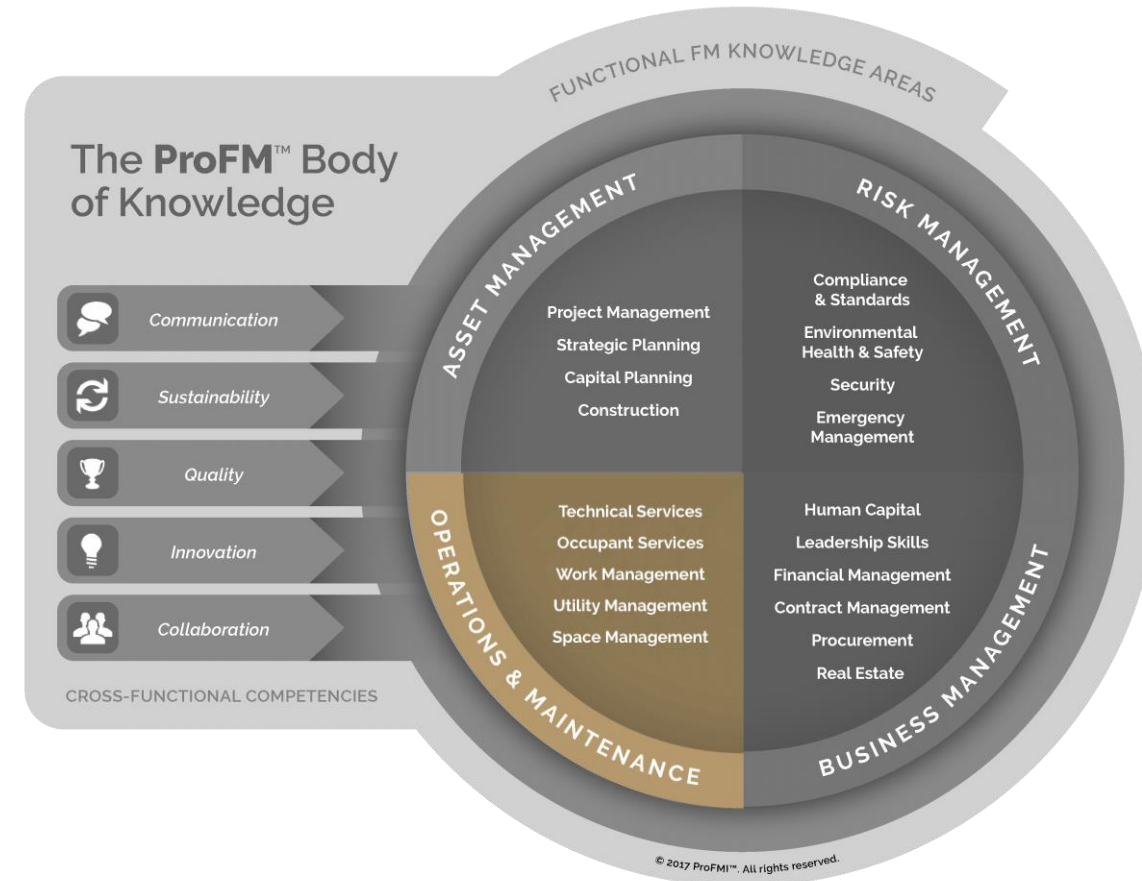 FUNCTIONAL FM KNOWLEDGE AREAS
The ProFM™ Body
of Knowledge
Communication
Sustainability
Quality
Innovation
Collaboration
CROSS-FUNCTIONAL COMPETENCIES
ASSET MANAGEMENT
Project Management
Strategic Planning
Capital Planning
Construction
RISK MANAGEMENT
Compliance
& Standards
Environmental
Health & Safety
Security
Emergency
Management
OPERATIONS & MAINTENANCE
Technical Services
Occupant Services
Work Management
Utility Management
Space Management
BUSINESS MANAGEMENT
Human Capital
Leadership Skills
Financial Management
Contract Management
Procurement
Real Estate
© 2017 ProFMI™. All rights reserved.